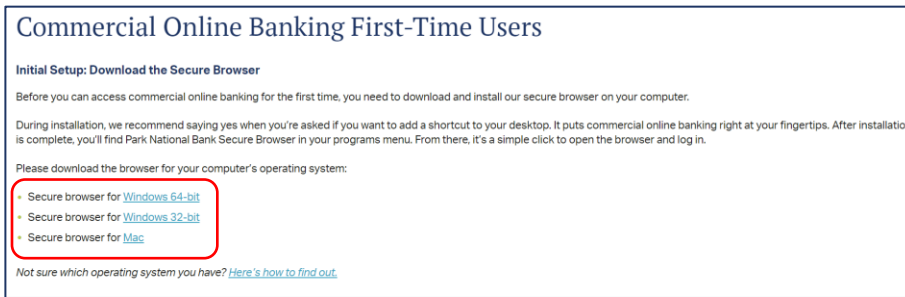 Commercial Online Banking First-Time Users
Initial Setup: Download the Secure Browser
Before you can access commercial online banking for the first time, you need to download and install our secure browser on your computer.
During installation, we recommend saying yes when you're asked if you want to add a shortcut to your desktop. It puts commercial online banking right at your fingertips. After installatio
is complete, you'll find Park National Bank Secure Browser in your programs menu. From there, it's a simple click to open the browser and log in.
Please download the browser for your computer's operating system:
• Secure browser for Windows 64-bit
• Secure browser for Windows 32-bit
• Secure browser for Mac
Not sure which operating system you have? Here's how to find out.